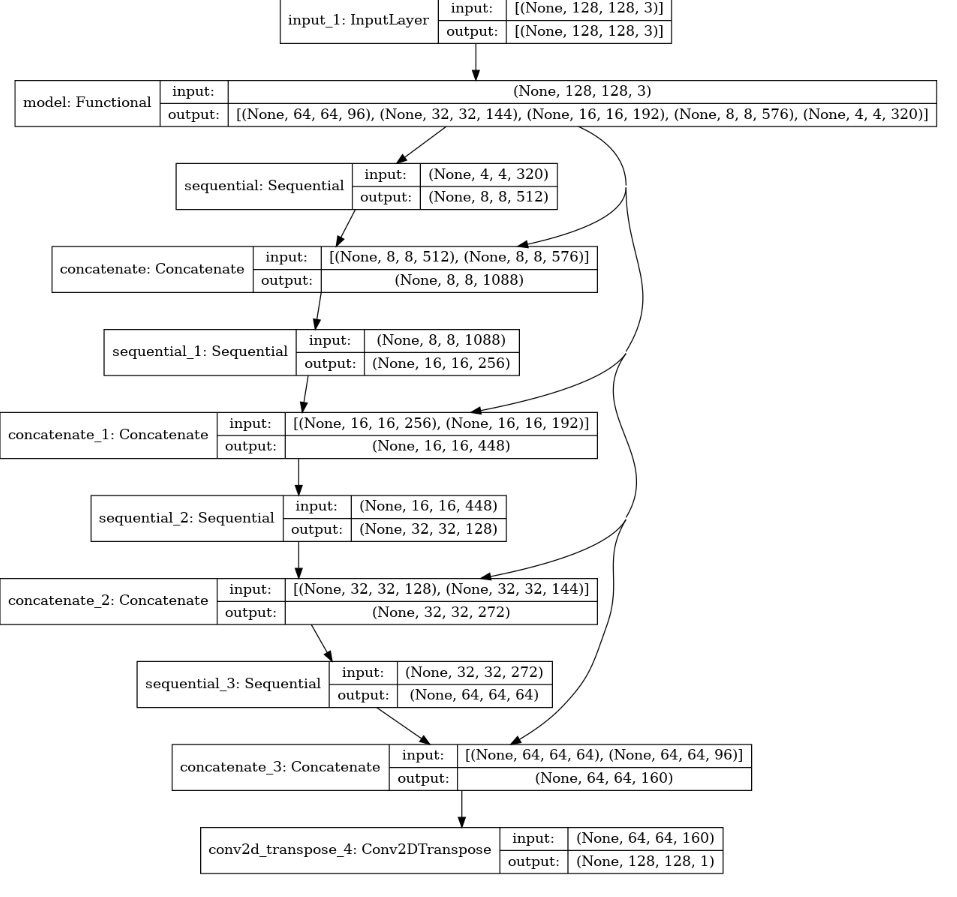 input_1: InputLayer
input: [(None, 128, 128, 3)]
output: [(None, 128, 128, 3)]
model: Functional
input: (None, 128, 128, 3)
output: [(None, 64, 64, 96), (None, 32, 32, 144), (None, 16, 16, 192), (None, 8, 8, 576), (None, 4, 4, 320)]
sequential: Sequential
input: (None, 4, 4, 320)
output: (None, 8, 8, 512)
concatenate: Concatenate
input: [(None, 8, 8, 512), (None, 8, 8, 576)]
output: (None, 8, 8, 1088)
sequential_1: Sequential
input: (None, 8, 8, 1088)
output: (None, 16, 16, 256)
concatenate_1: Concatenate
input: [(None, 16, 16, 256), (None, 16, 16, 192)]
output: (None, 16, 16, 448)
sequential_2: Sequential
input: (None, 16, 16, 448)
output: (None, 32, 32, 128)
concatenate_2: Concatenate
input: [(None, 32, 32, 128), (None, 32, 32, 144)]
output: (None, 32, 32, 272)
sequential_3: Sequential
input: (None, 32, 32, 272)
output: (None, 64, 64, 64)
concatenate_3: Concatenate
input: [(None, 64, 64, 64), (None, 64, 64, 96)]
output: (None, 64, 64, 160)
conv2d_transpose_4: Conv2DTranspose
input: (None, 64, 64, 160)
output: (None, 128, 128, 1)